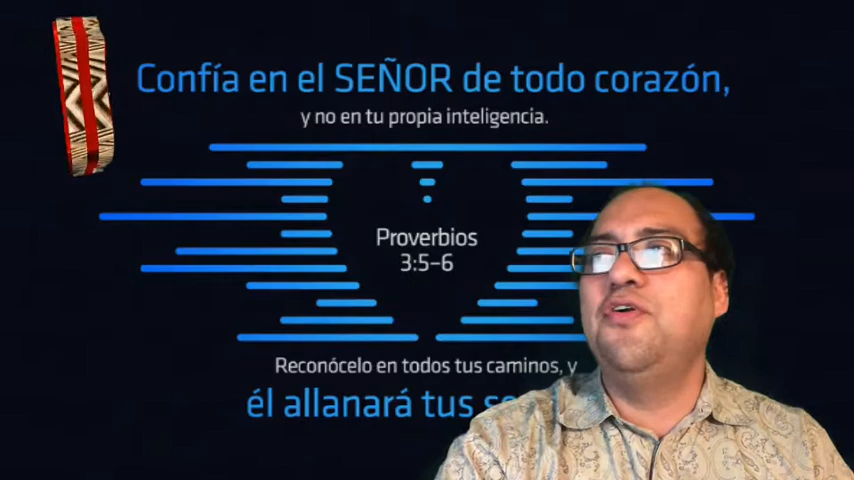 Confía en el SEÑOR de todo corazón,
y no en tu propia inteligencia.
Proverbios
3:5-6
Reconócelo en todos tus caminos, y
él allanará tus